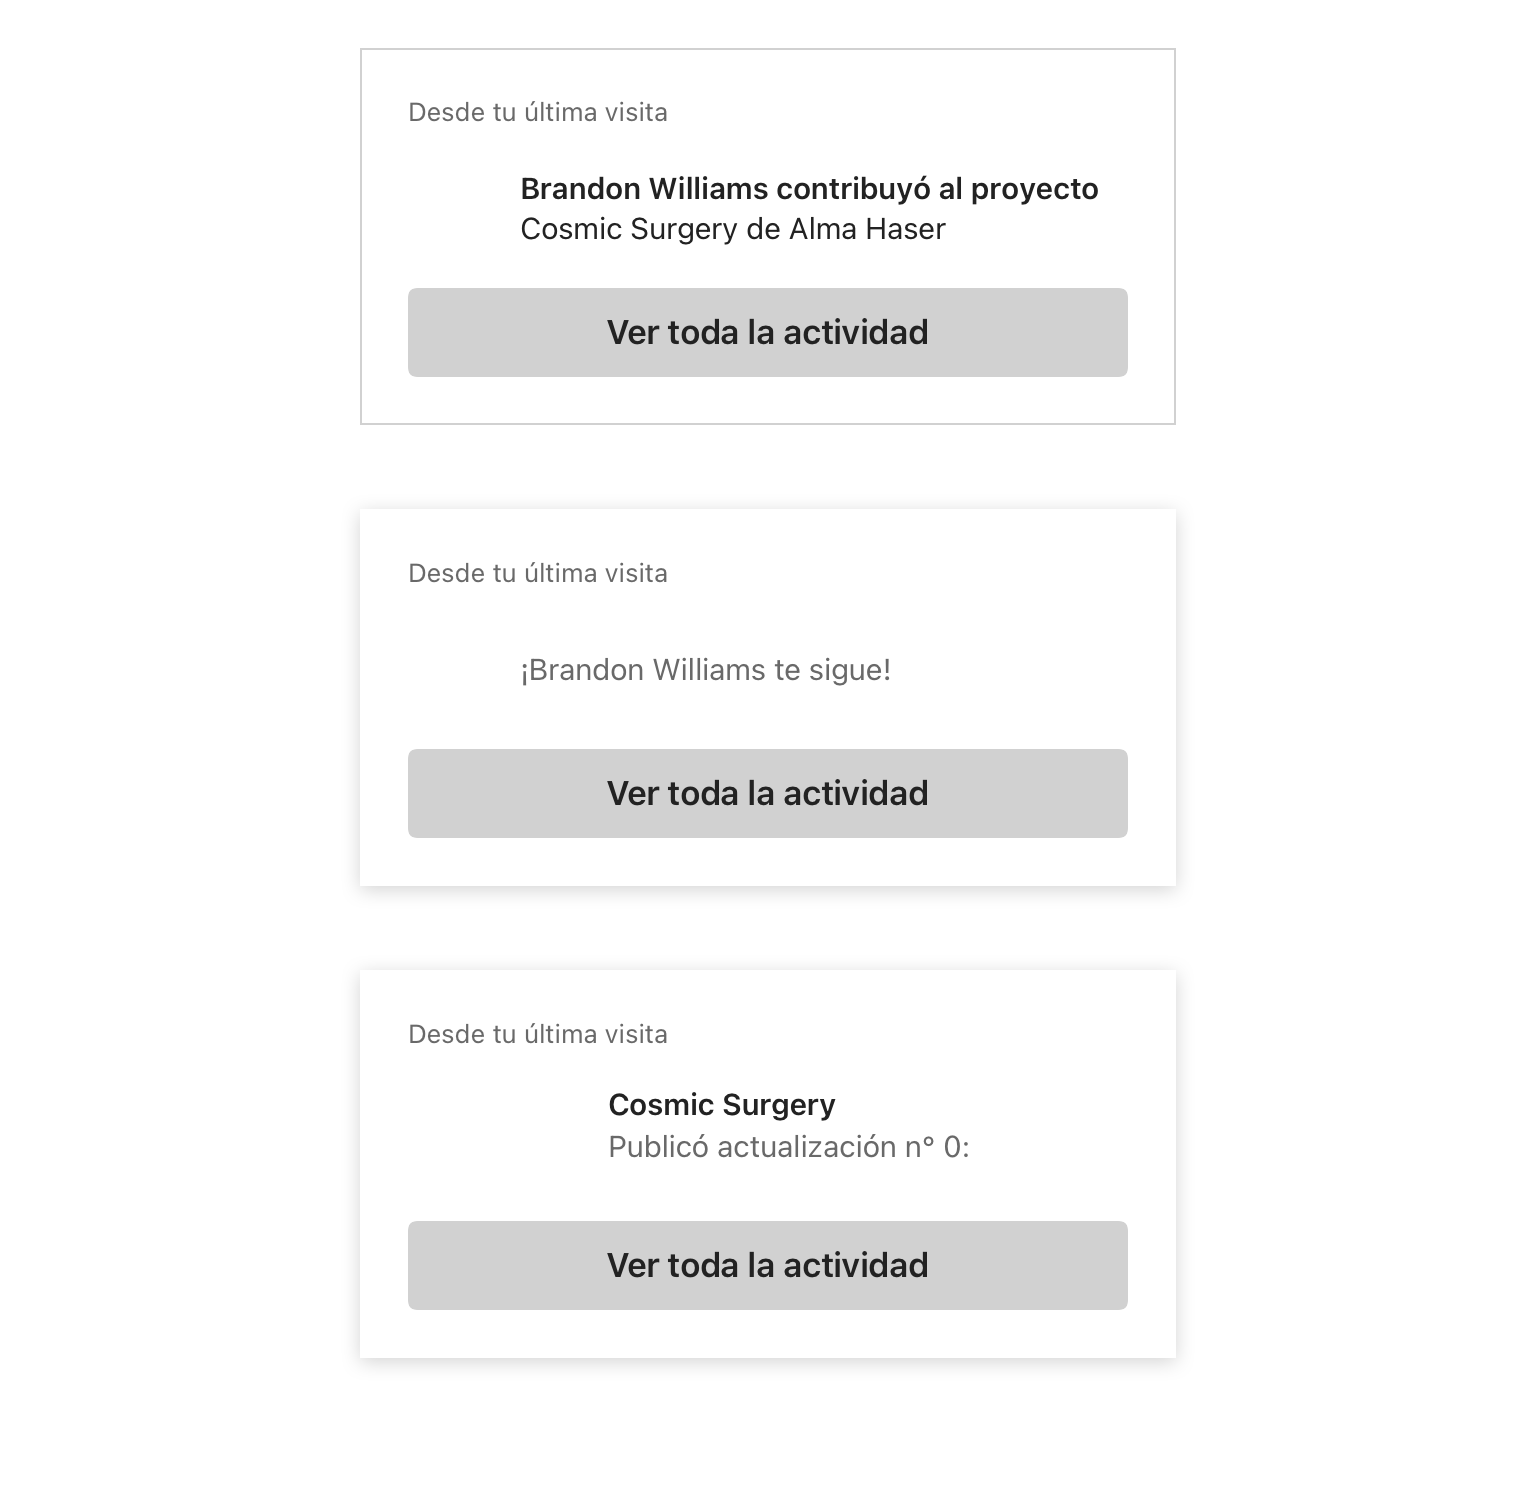 Desde tu última visita
Brandon Williams contribuyó al proyecto
Cosmic Surgery de Alma Haser
Ver toda la actividad
Desde tu última visita
¡Brandon Williams te sigue!
Ver toda la actividad
Desde tu última visita
Cosmic Surgery
Publicó actualización n° 0:
Ver toda la actividad